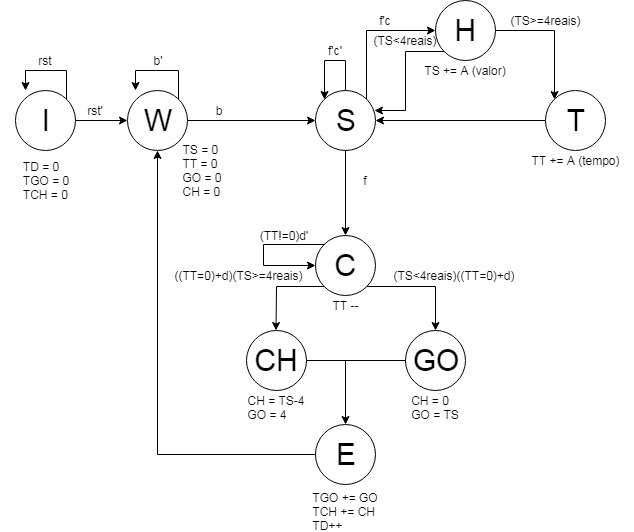 f'c
(TS>=4reais)
H
(TS<4reais)
f'c'
TS += A (valor)
rst
b'
I
rst'
W
b
S
T
TD = 0
TGO = 0
TCH = 0
TS = 0
TT = 0
GO = 0
CH = 0
TT += A (tempo)
f
(TT!=0)d'
C
((TT=0)+d)(TS>=4reais)
(TS<4reais)((TT=0)+d)
TT --
CH
GO
CH = TS-4
GO = 4
CH = 0
GO = TS
E
TGO += GO
TCH += CH
TD++